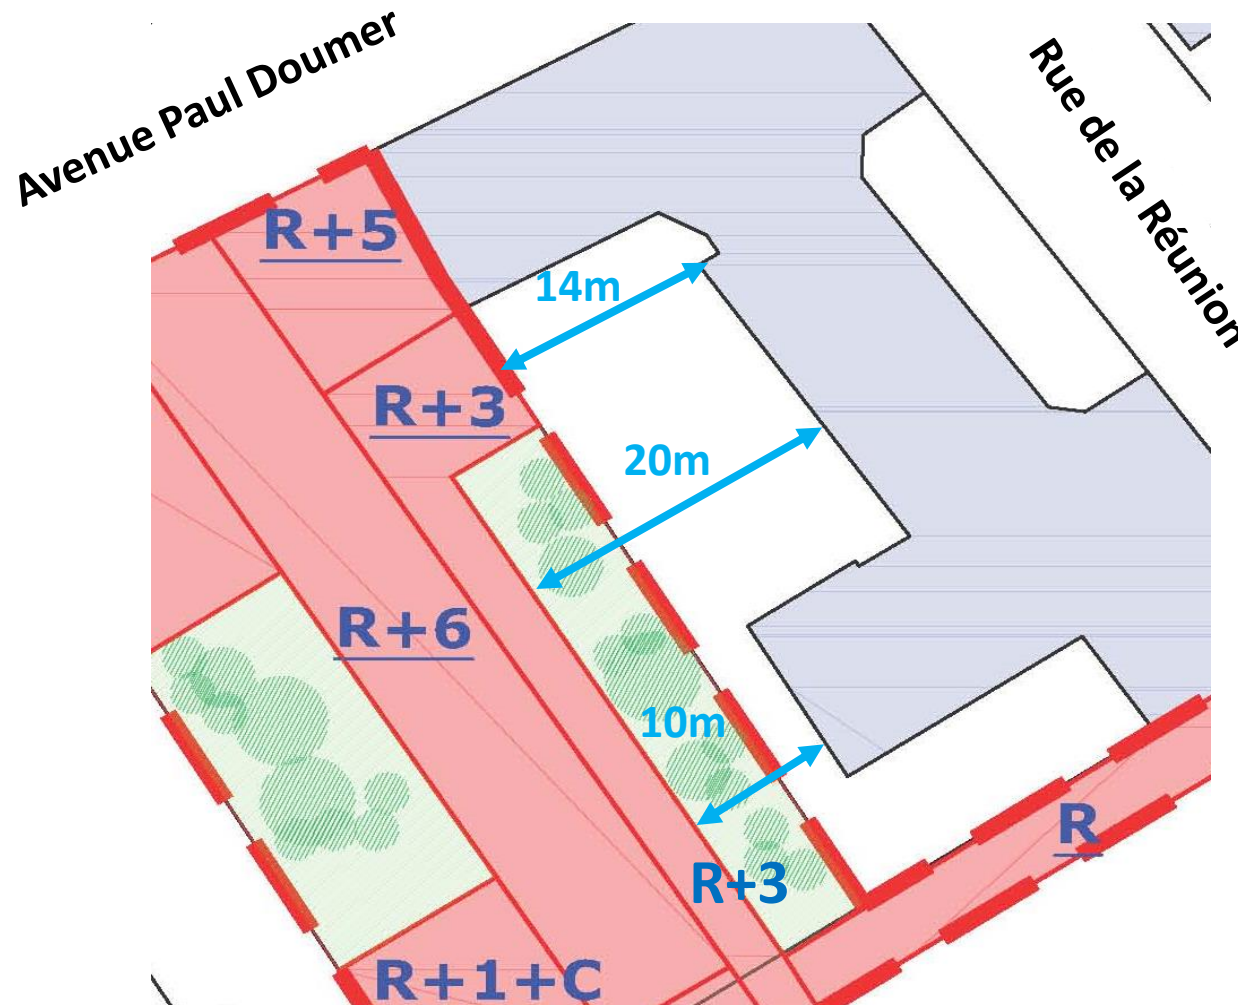 Avenue Paul Doumer
Rue de la Réunion
R+5
14m
R+3
20m
R+6
10m
R
R+3
R+1+C